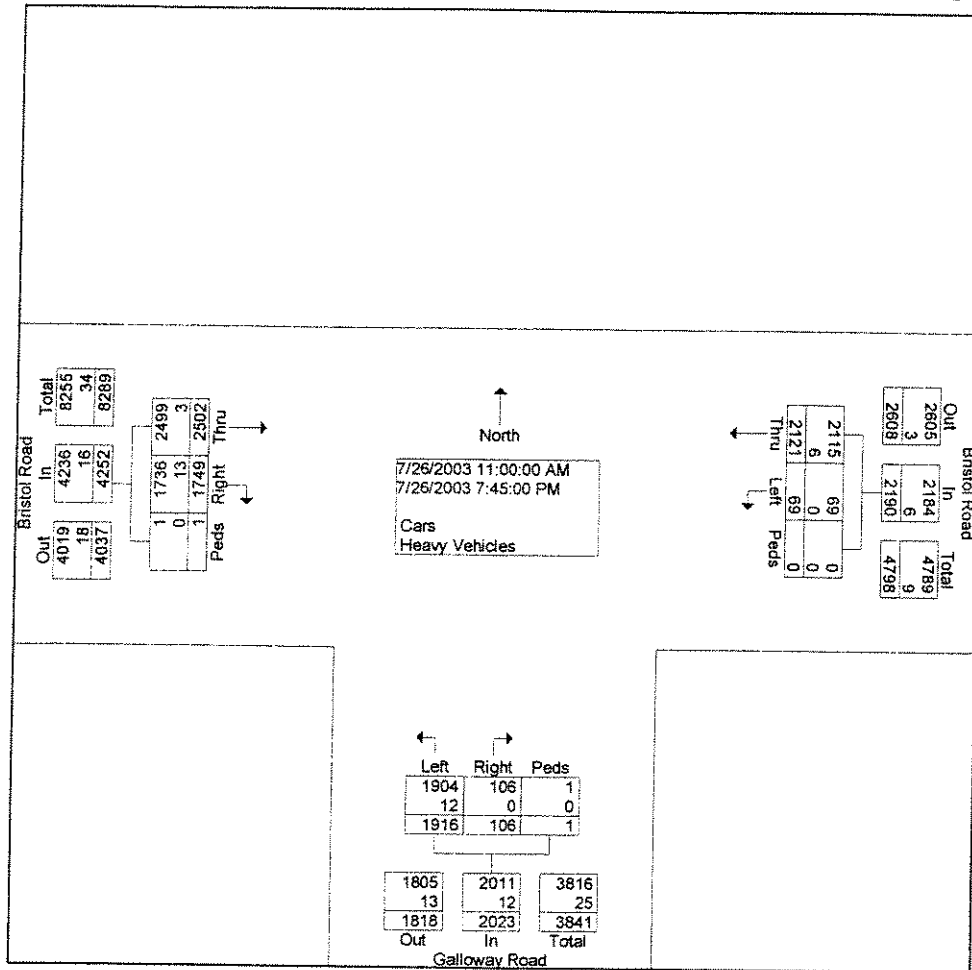 Bristol Road
Total
8255
34
8289
In
4236
16
4252
Out
4019
18
4037
Thru
2499
3
2502
Right
1736
13
1749
Peds
1
0
1
North
7/26/2003 11:00:00 AM
7/26/2003 7:45:00 PM
Cars
Heavy Vehicles
Thru
2115
6
2121
Left
69
0
69
Peds
0
0
0
Bristol Road
Out
2605
3
2608
In
2184
6
2190
Total
4789
9
4798
Left Right Peds
1904 106 1
12 0 0
1916 106 1
1805 2011 3816
13 12 25
1818 2023 3841
Out In Total
Galloway Road